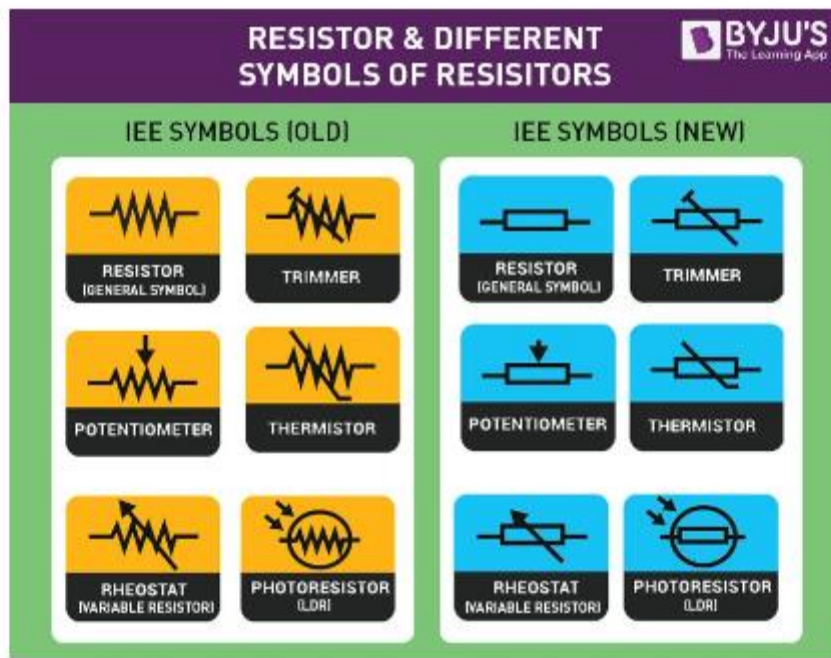 RESISTOR & DIFFERENT
SYMBOLS OF RESISITORS
BYJU'S
The Learning App
IEE SYMBOLS (OLD)
IEE SYMBOLS (NEW)
RESISTOR
(GENERAL SYMBOL)
TRIMMER
RESISTOR
(GENERAL SYMBOL)
TRIMMER
POTENTIOMETER
THERMISTOR
POTENTIOMETER
THERMISTOR
RHEOSTAT
(VARIABLE RESISTOR)
PHOTORESISTOR
(LDR)
RHEOSTAT
(VARIABLE RESISTOR)
PHOTORESISTOR
(LDR)